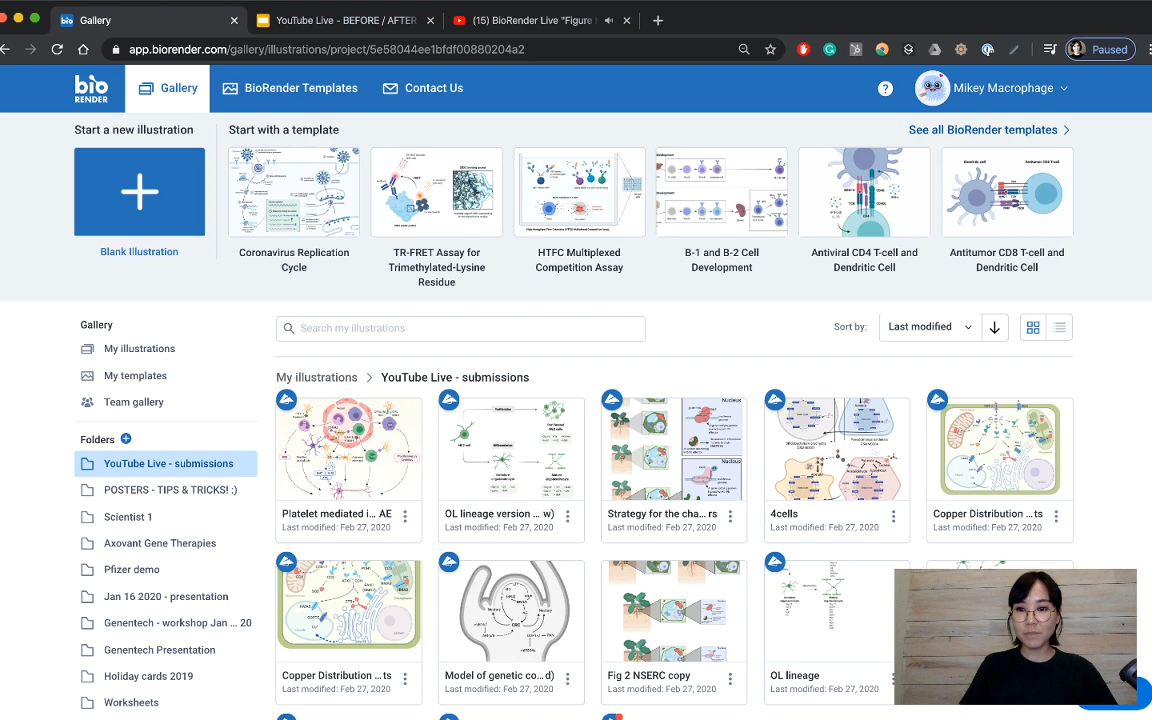 Gallery
YouTube Live - BEFORE / AFTER
(15) BioRender Live "Figure
app.biorender.com/gallery/illustrations/project/5e58044ee1bfdf00880204a2
Paused
bio
RENDER
Gallery
BioRender Templates
Contact Us
?
Mikey Macrophage
Start a new illustration
Start with a template
See all BioRender templates
Blank Illustration
Coronavirus Replication
Cycle
TR-FRET Assay for
Trimethylated-Lysine
Residue
HTFC Multiplexed
Competition Assay
B-1 and B-2 Cell
Development
Antiviral CD4 T-cell and
Dendritic Cell
Antitumor CD8 T-cell and
Dendritic Cell
Gallery
My illustrations
My templates
Team gallery
Folders
YouTube Live - submissions
POSTERS - TIPS & TRICKS! :)
Scientist 1
Axovant Gene Therapies
Pfizer demo
Jan 16 2020 - presentation
Genentech - workshop Jan ... 20
Genentech Presentation
Holiday cards 2019
Worksheets
Search my illustrations
Sort by:
Last modified
My illustrations > YouTube Live - submissions
Platelet mediated i... AE
Last modified: Feb 27, 2020
OL lineage version ... w)
Last modified: Feb 27, 2020
Strategy for the cha... rs
Last modified: Feb 27, 2020
4cells
Last modified: Feb 27, 2020
Copper Distribution ...ts
Last modified: Feb 27, 2020
Copper Distribution ...ts
Last modified: Feb 27, 2020
Model of genetic co...d)
Last modified: Feb 27, 2020
Fig 2 NSERC copy
Last modified: Feb 27, 2020
OL lineage
Last modified: Feb 27, 2020
Nucleus
Nucleus